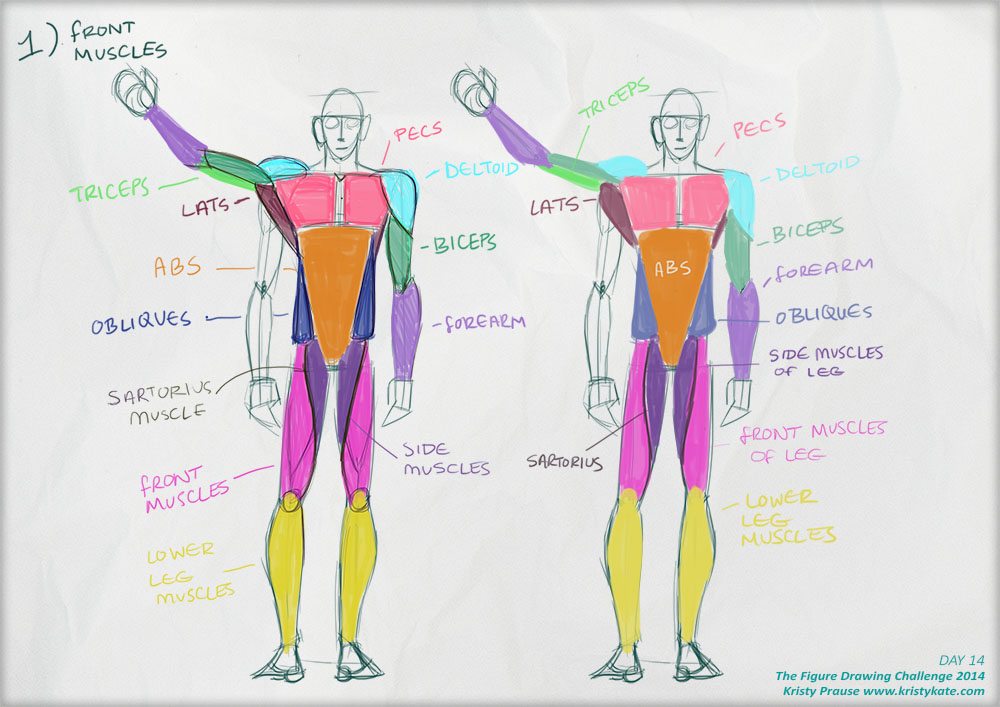 1) FRONT
MUSCLES
PECS
DELTOID
TRICEPS
LATS
BICEPS
ABS
OBLIQUES
FOREARM
SARTORIUS
MUSCLE
SIDE
MUSCLES
FRONT
MUSCLES
LOWER
LEG
MUSCLES
TRICEPS
PECS
DELTOID
LATS
BICEPS
ABS
FOREARM
OBLIQUES
SIDE MUSCLES
OF LEG
FRONT MUSCLES
OF LEG
SARTORIUS
LOWER
LEG
MUSCLES
DAY 14
The Figure Drawing Challenge 2014
Kristy Prause www.kristykate.com